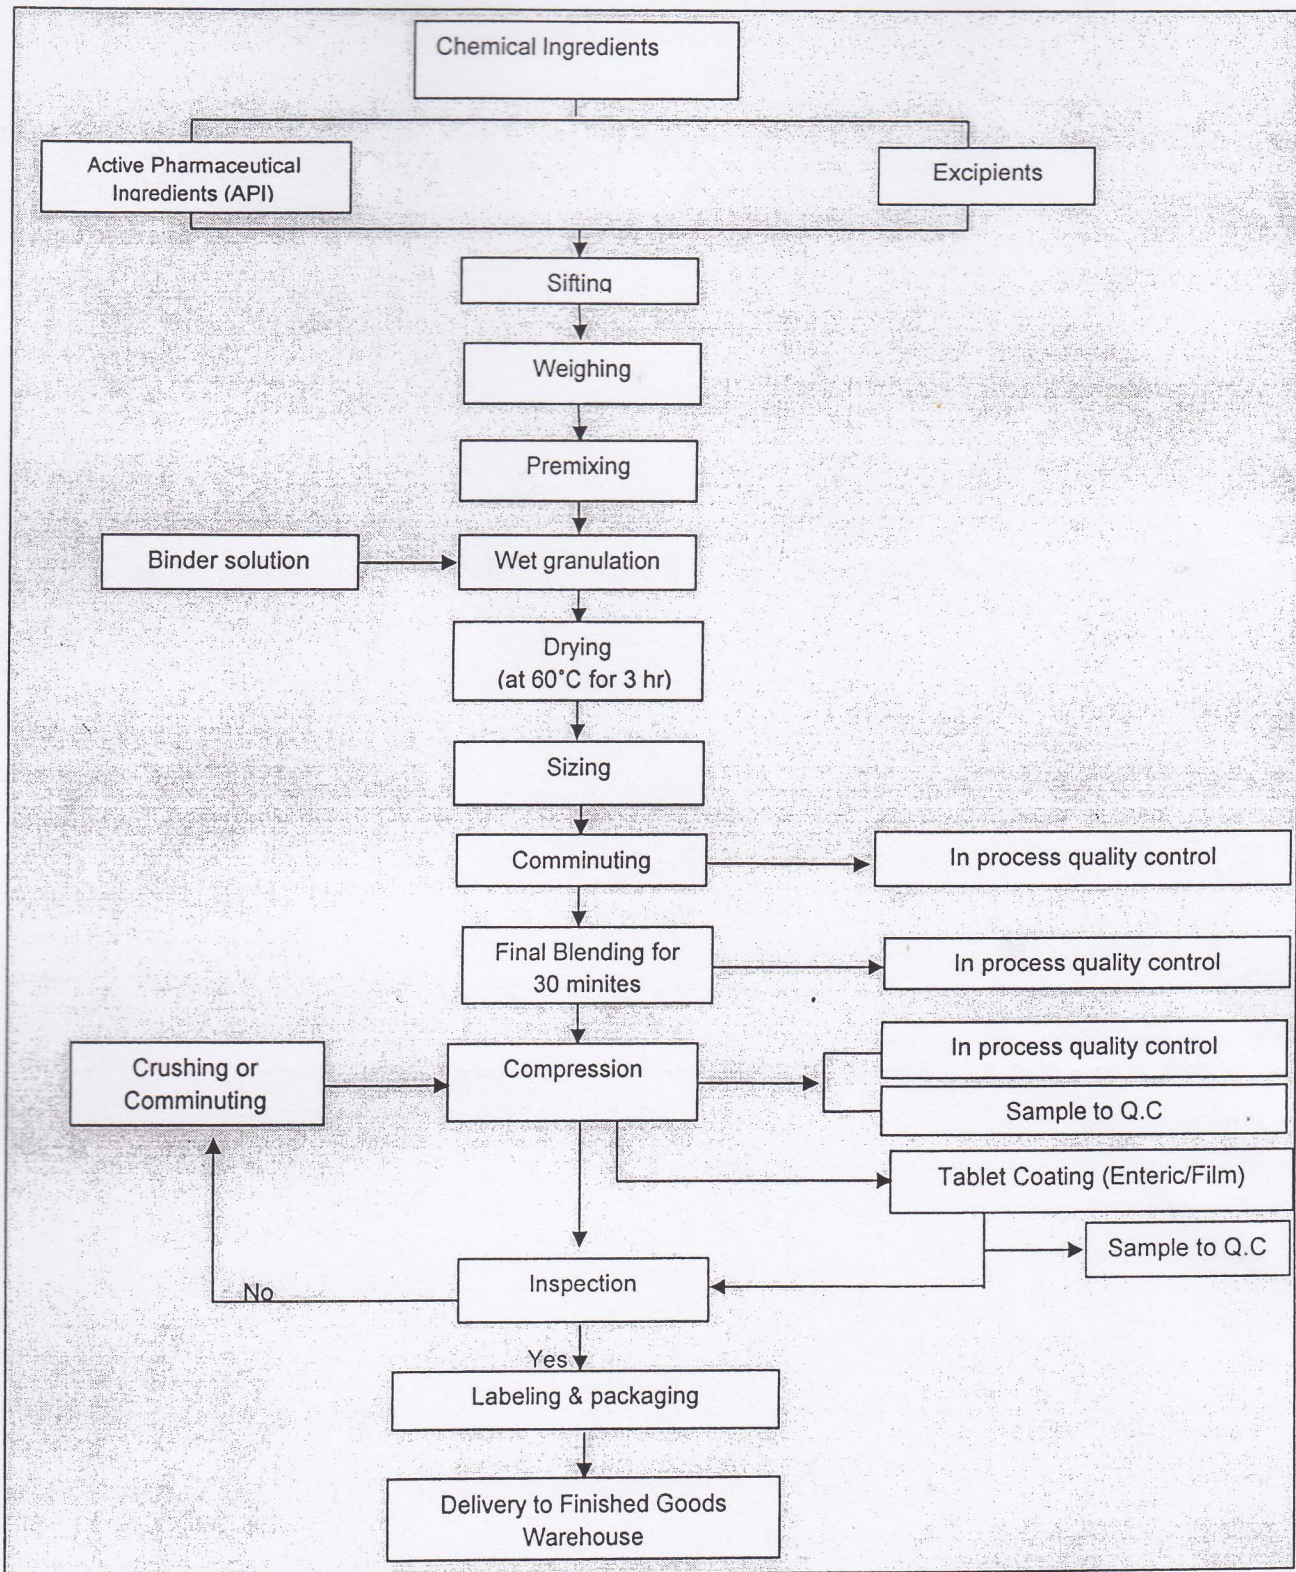 Chemical Ingredients
Active Pharmaceutical
Ingredients (API)
Excipients
Sifting
Weighing
Premixing
Binder solution
Wet granulation
Drying
(at 60°C for 3 hr)
Sizing
Comminuting
In process quality control
Final Blending for
30 minites
In process quality control
Crushing or
Comminuting
Compression
In process quality control
Sample to Q.C
Tablet Coating (Enteric/Film)
Sample to Q.C
Inspection
No
Yes
Labeling & packaging
Delivery to Finished Goods
Warehouse